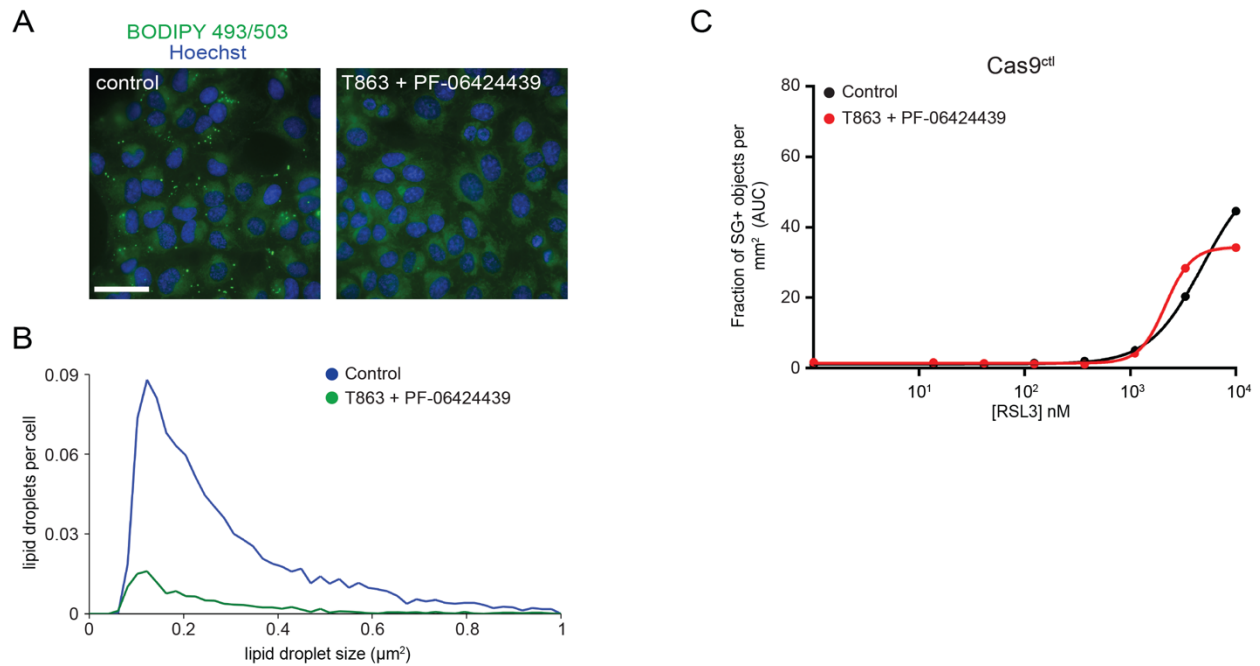 A
BODIPY 493/503
Hoechst
control
T863 + PF-06424439
B
0.09
0.06
0.03
0
lipid droplets per cell
Control
T863 + PF-06424439
0 0.2 0.4 0.6 0.8 1
lipid droplet size (µm²)
C
Cas9ᶜᵗˡ
80
60
40
20
0
Fraction of SG+ objects per
mm² (AUC)
Control
T863 + PF-06424439
10¹ 10² 10³ 10⁴
[RSL3] nM